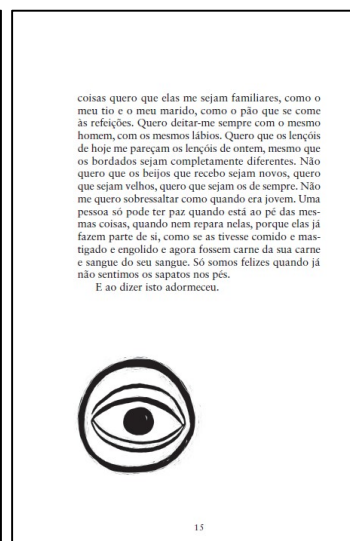 coisas quero que elas me sejam familiares, como o
meu tio e o meu marido, como o pão que se come
às refeições. Quero deitar-me sempre com o mesmo
homem, com os mesmos lábios. Quero que os lençóis
de hoje me pareçam os lençóis de ontem, mesmo que
os bordados sejam completamente diferentes. Não
quero que os beijos que recebo sejam novos, quero
que sejam velhos, quero que sejam os de sempre. Não
me quero sobressaltar como quando era jovem. Uma
pessoa só pode ter paz quando está ao pé das mes-
mas coisas, quando nem repara nelas, porque elas já
fazem parte de si, como se as tivesse comido e mas-
tigado e engolido e agora fossem carne da sua carne
e sangue do seu sangue. Só somos felizes quando já
não sentimos os sapatos nos pés.
E ao dizer isto adormeceu.
15